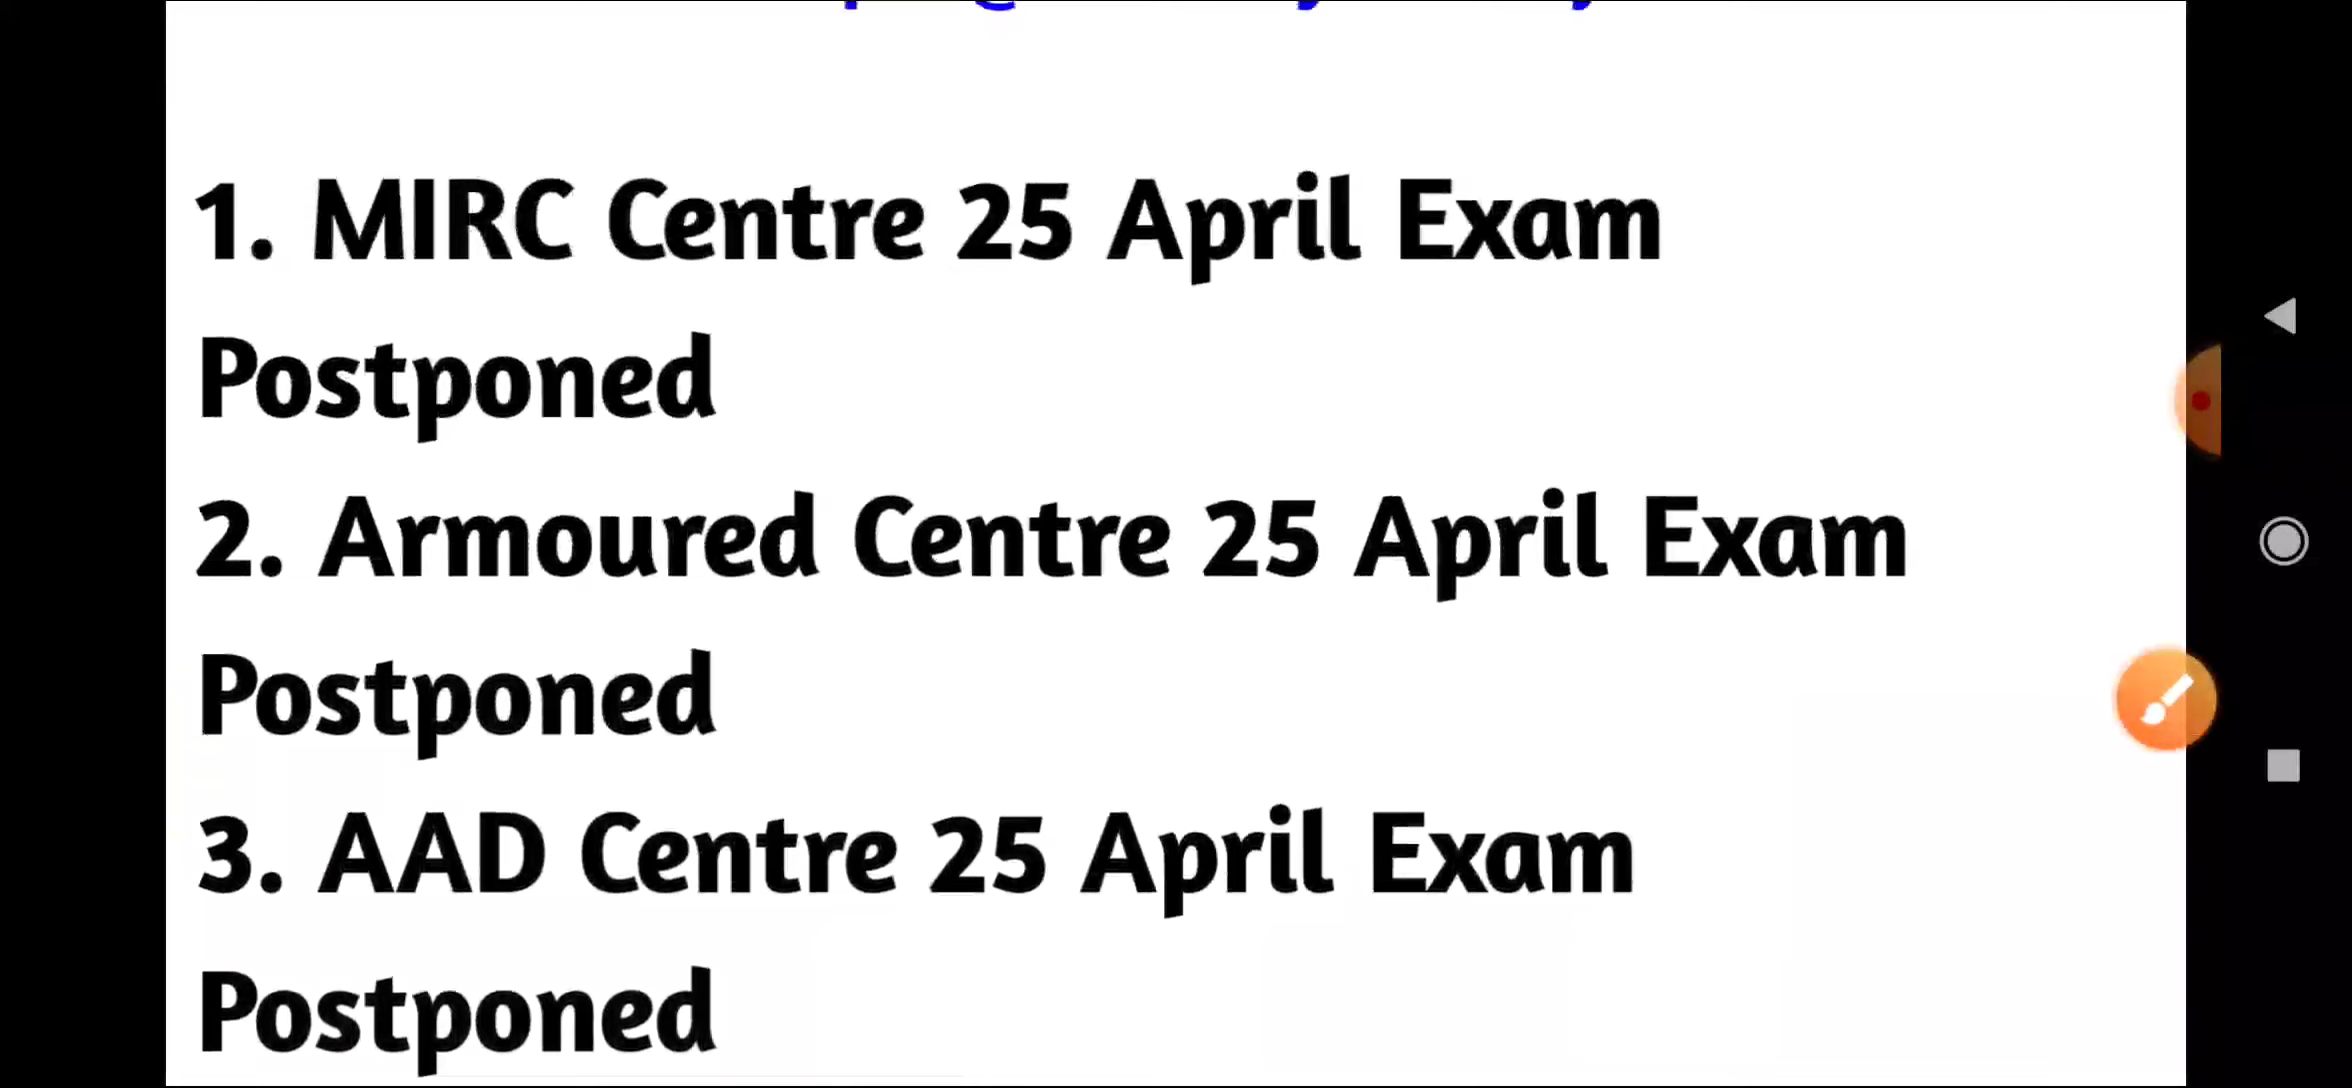 1. MIRC Centre 25 April Exam
Postponed
2. Armoured Centre 25 April Exam
Postponed
3. AAD Centre 25 April Exam
Postponed